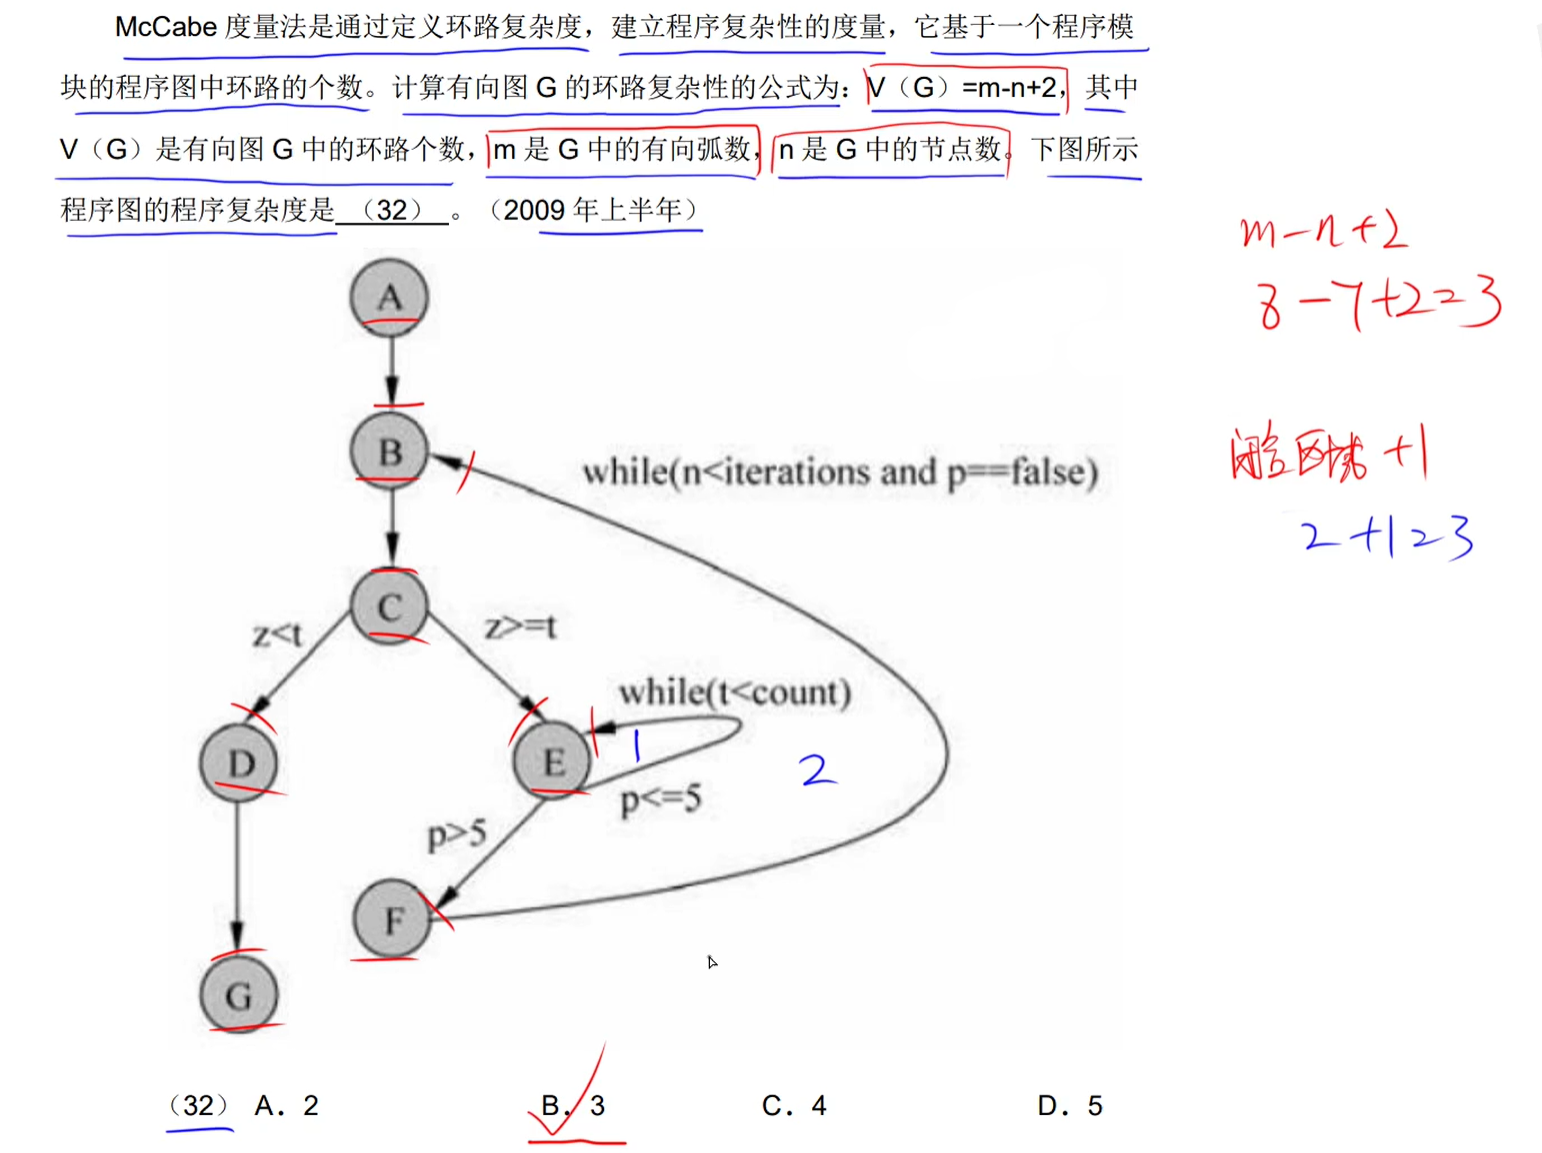 McCabe 度量法是通过定义环路复杂度，建立程序复杂性的度量，它基于一个程序模
块的程序图中环路的个数。计算有向图 G 的环路复杂性的公式为：V（G）=m-n+2，其中
V（G）是有向图 G 中的环路个数，m 是 G 中的有向弧数，n 是 G 中的节点数。下图所示
程序图的程序复杂度是（32）。（2009 年上半年）
m-n+2
8-7+2=3
A
B
while(n<iterations and p==false)
闭合区域+1
2+1=3
C
z<t
z>=t
while(t<count)
D
E
1
2
p<=5
p>5
F
G
（32） A．2 B．3 C．4 D．5